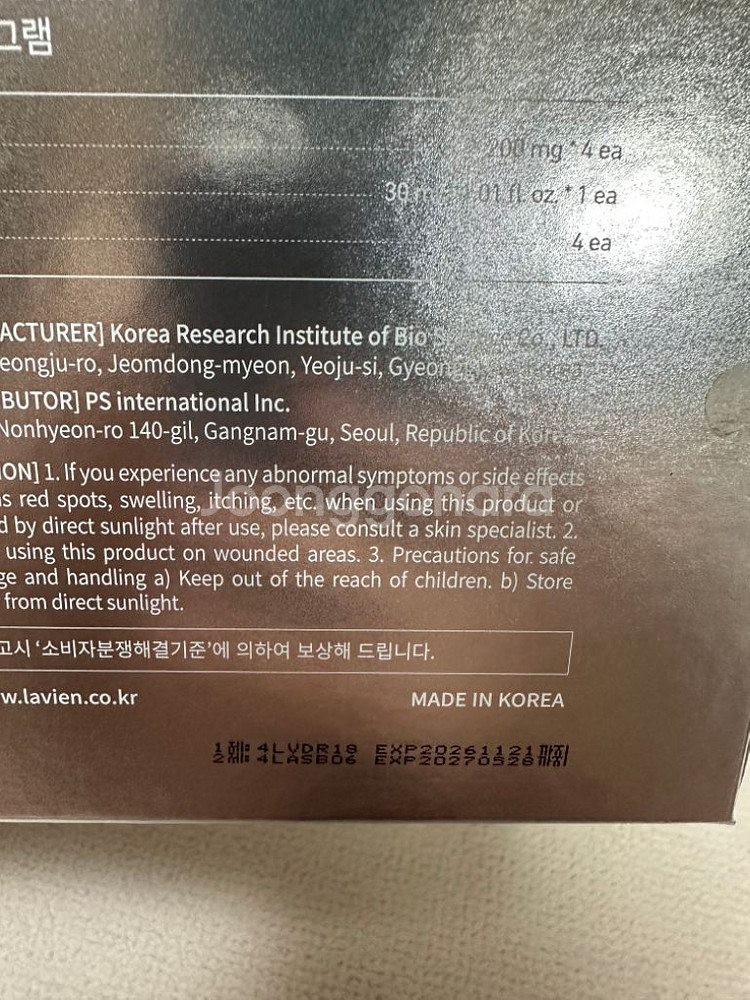 그램
200 mg * 4 ea
1.01 fl. oz. * 1 ea
4 ea
ACTURER] Korea Research Institute of Bio Science Co., LTD.
eongju-ro, Jeomdong-myeon, Yeoju-si,
BUTOR] PS international Inc.
Nonhyeon-ro 140-gil, Gangnam-gu, Seoul, Republic of Korea
ON] 1. If you experience any abnormal symptoms or side effects
as red spots, swelling, itching, etc. when using this product or
d by direct sunlight after use, please consult a skin specialist. 2.
using this product on wounded areas. 3. Precautions for safe
ge and handling a) Keep out of the reach of children. b) Store
from direct sunlight.
Joonggonara
고시 '소비자분쟁해결기준'에 의하여 보상해 드립니다.
w.lavien.co.kr
MADE IN KOREA
1제: 4LVDR18 EXP20261121까지
2제: 4LASB06 EXP20270528까지